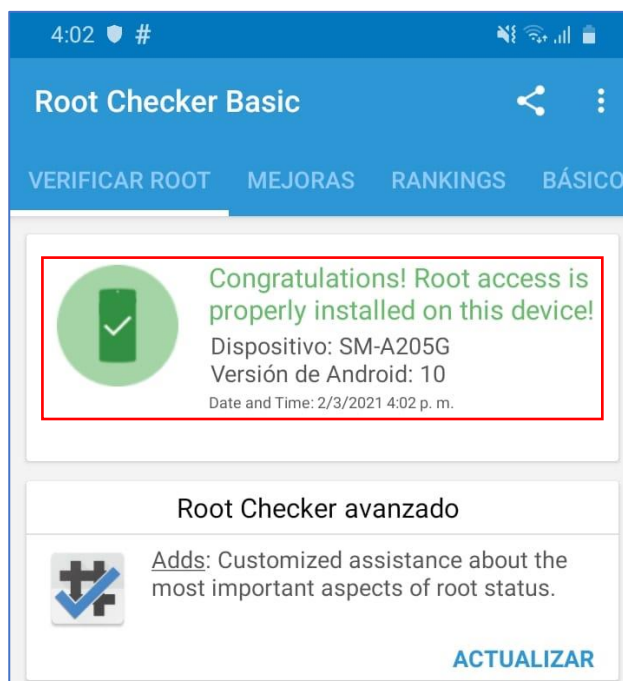 4:02 #
Root Checker Basic
VERIFICAR ROOT MEJORAS RANKINGS BÁSICO
Congratulations! Root access is
properly installed on this device!
Dispositivo: SM-A205G
Versión de Android: 10
Date and Time: 2/3/2021 4:02 p. m.
Root Checker avanzado
Adds: Customized assistance about the
most important aspects of root status.
ACTUALIZAR